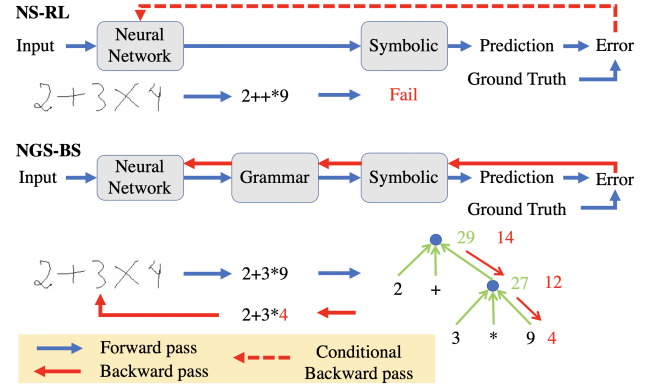 NS-RL
Input Neural Network Symbolic Prediction Error
Ground Truth
2+3×4 2++*9 Fail
NGS-BS
Input Neural Network Grammar Symbolic Prediction Error
Ground Truth
29 14
2+3×4 2+3*9 2 + 27 12
2+3*4 3 * 9 4
Forward pass
Backward pass
Conditional Backward pass